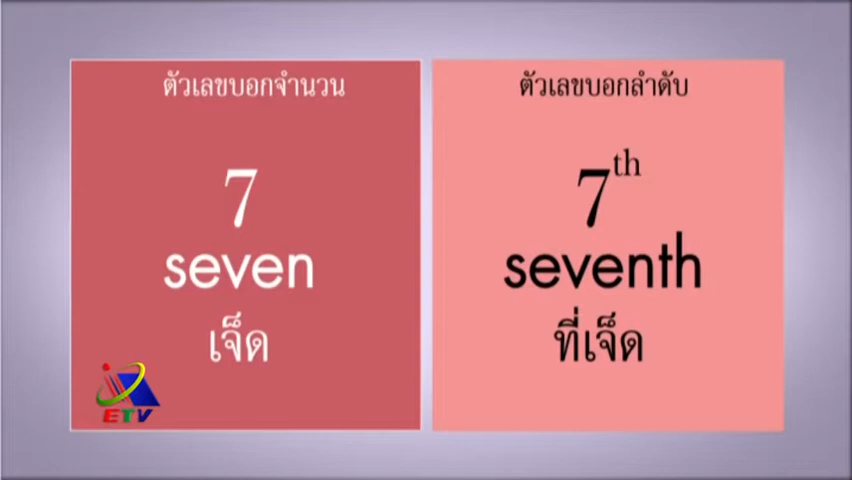 ตัวเลขบอกจำนวน
7
seven
เจ็ด
ตัวเลขบอกลำดับ
7th
seventh
ที่เจ็ด
ETV